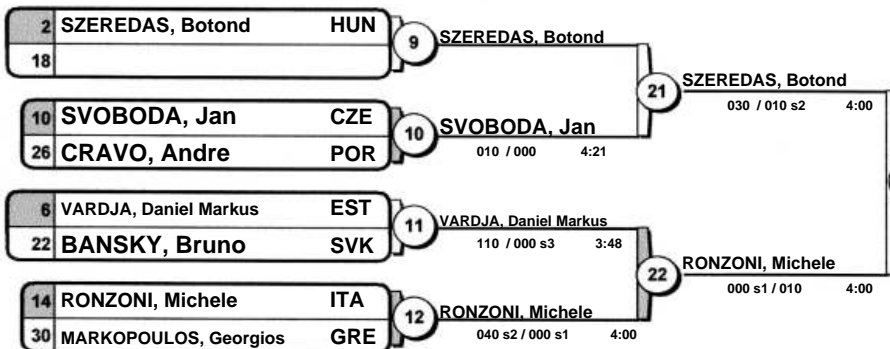 2 SZEREDAS, Botond HUN
18
9 SZEREDAS, Botond
10 SVOBODA, Jan CZE
26 CRAVO, Andre POR
10 SVOBODA, Jan
010 / 000 4:21
21 SZEREDAS, Botond
030 / 010 s2 4:00
6 VARDJA, Daniel Markus EST
22 BANSKY, Bruno SVK
11 VARDJA, Daniel Markus
110 / 000 s3 3:48
14 RONZONI, Michele ITA
30 MARKOPOULOS, Georgios GRE
12 RONZONI, Michele
040 s2 / 000 s1 4:00
22 RONZONI, Michele
000 s1 / 010 4:00